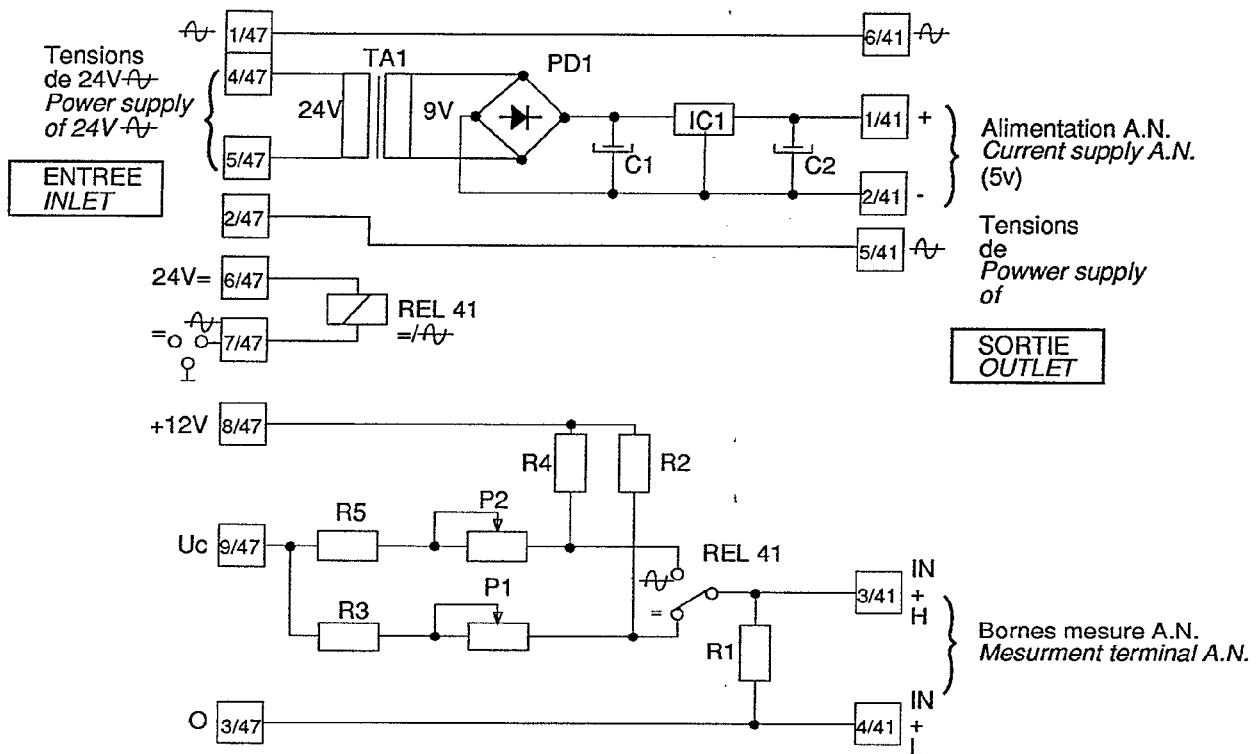 1/47
6/41
Tensions
de 24V
Power supply
of 24V
4/47
TA1
PD1
24V
9V
IC1
1/41 +
Alimentation A.N.
Current supply A.N.
(5v)
5/47
C1
C2
ENTREE
INLET
2/41 -
2/47
5/41
Tensions
de
Powwer supply
of
24V= 6/47
REL 41
=/
= 7/47
SORTIE
OUTLET
+12V 8/47
R4
R2
R5
P2
Uc 9/47
REL 41
P1
R3
=
IN
+
H
3/41
R1
Bornes mesure A.N.
Mesurment terminal A.N.
O 3/47
4/41
IN
+